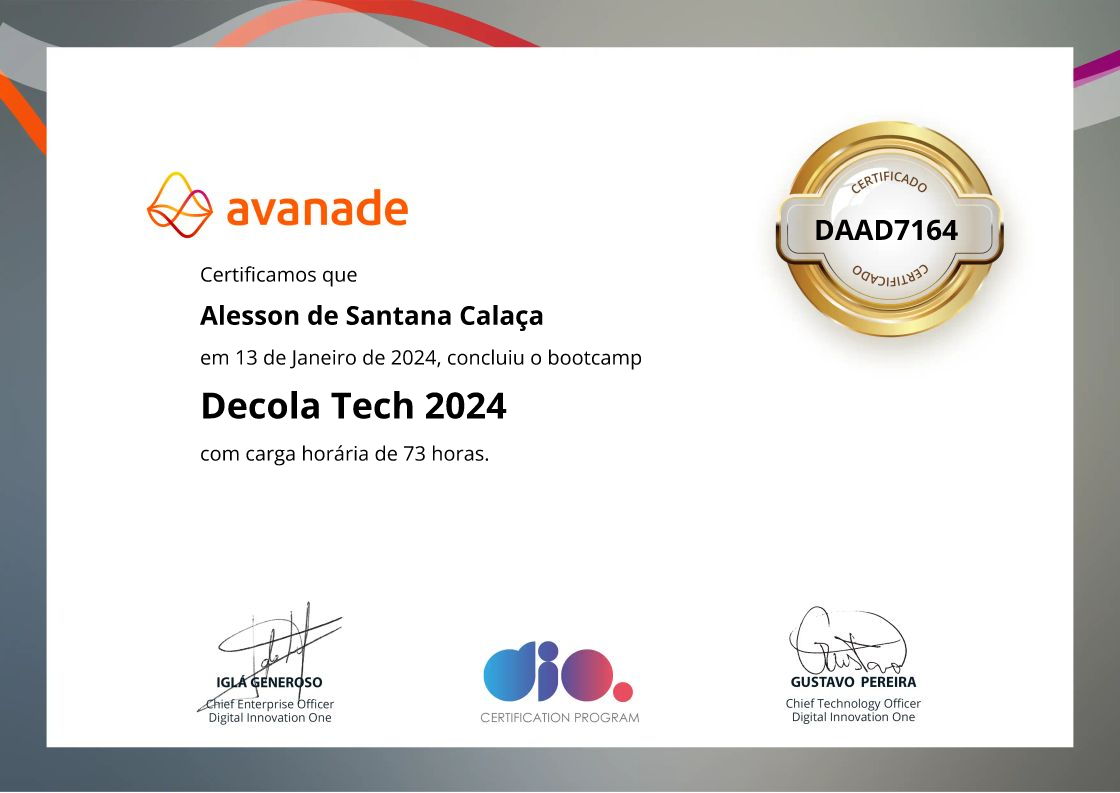 avanade
CERTIFICADO
DAAD7164
CERTIFICADO
Certificamos que
Alesson de Santana Calaça
em 13 de Janeiro de 2024, concluiu o bootcamp
Decola Tech 2024
com carga horária de 73 horas.
IGLÁ GENEROSO
Chief Enterprise Officer
Digital Innovation One
dio.
CERTIFICATION PROGRAM
Gustavo
GUSTAVO PEREIRA
Chief Technology Officer
Digital Innovation One